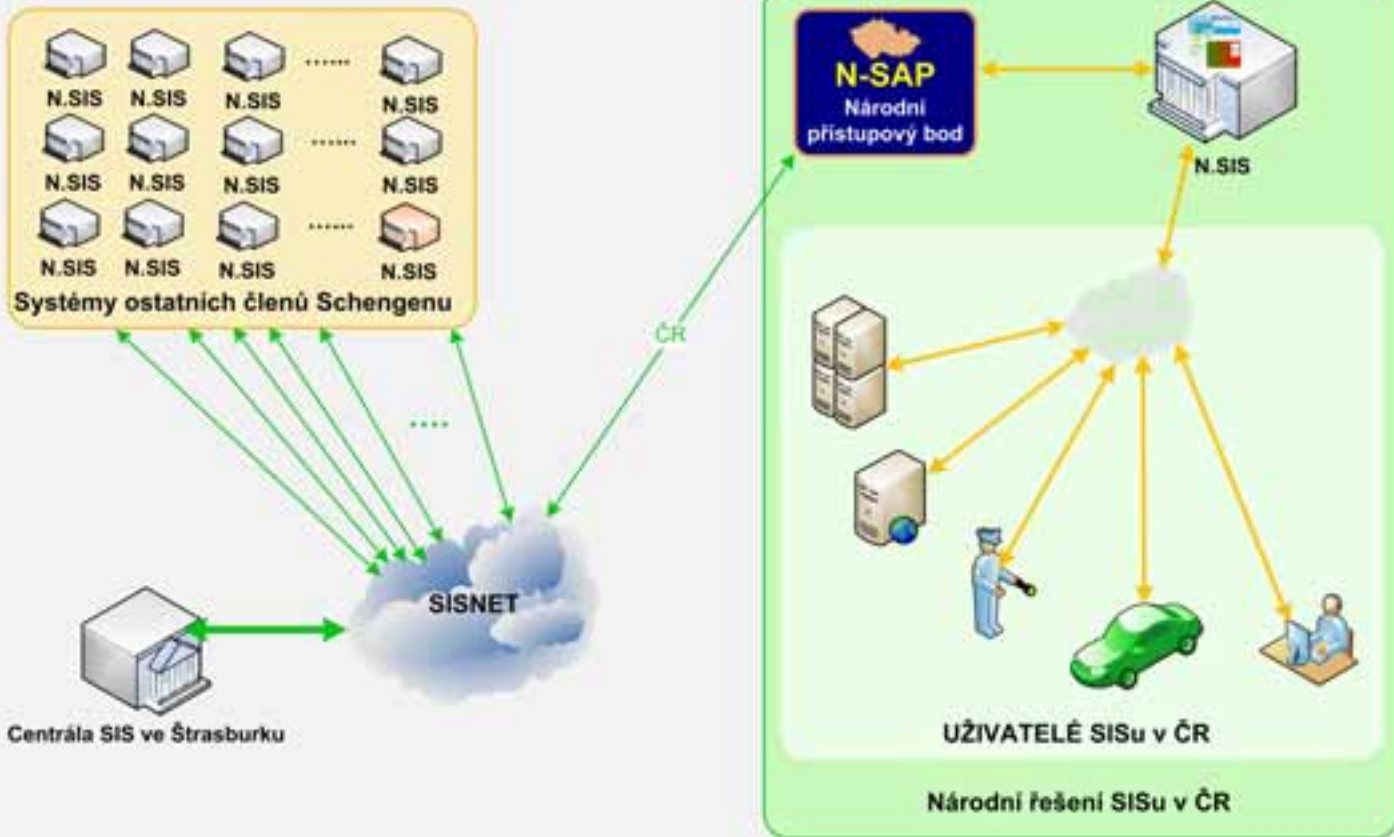 N.SIS N.SIS N.SIS ...... N.SIS
N.SIS N.SIS N.SIS ...... N.SIS
N.SIS N.SIS N.SIS ...... N.SIS
Systémy ostatních členů Schengenu
....
SISNET
Centrála SIS ve Štrasburku
ČR
N-SAP
Národní
přístupový bod
N.SIS
UŽIVATELÉ SISu v ČR
Národní řešení SISu v ČR